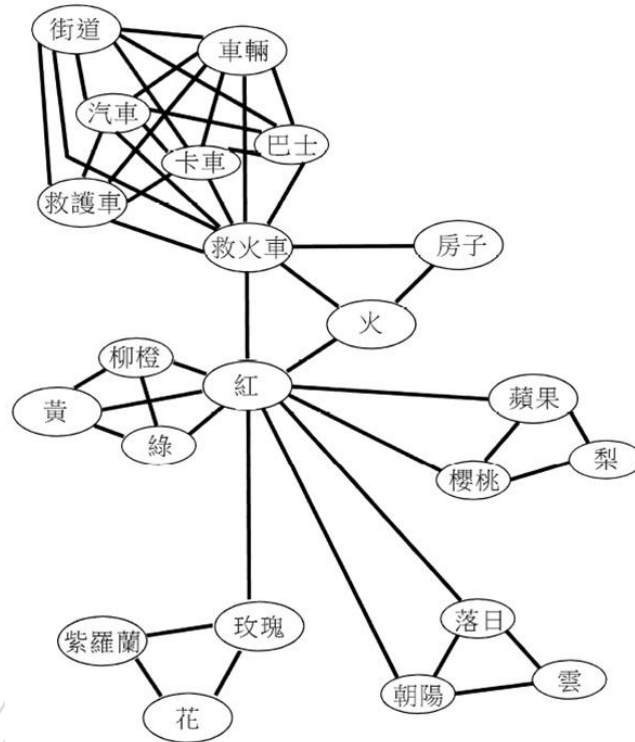 街道
車輛
汽車
巴士
卡車
救護車
救火車
房子
火
柳橙
紅
黃
綠
蘋果
櫻桃
梨
落日
紫羅蘭
玫瑰
朝陽
雲
花